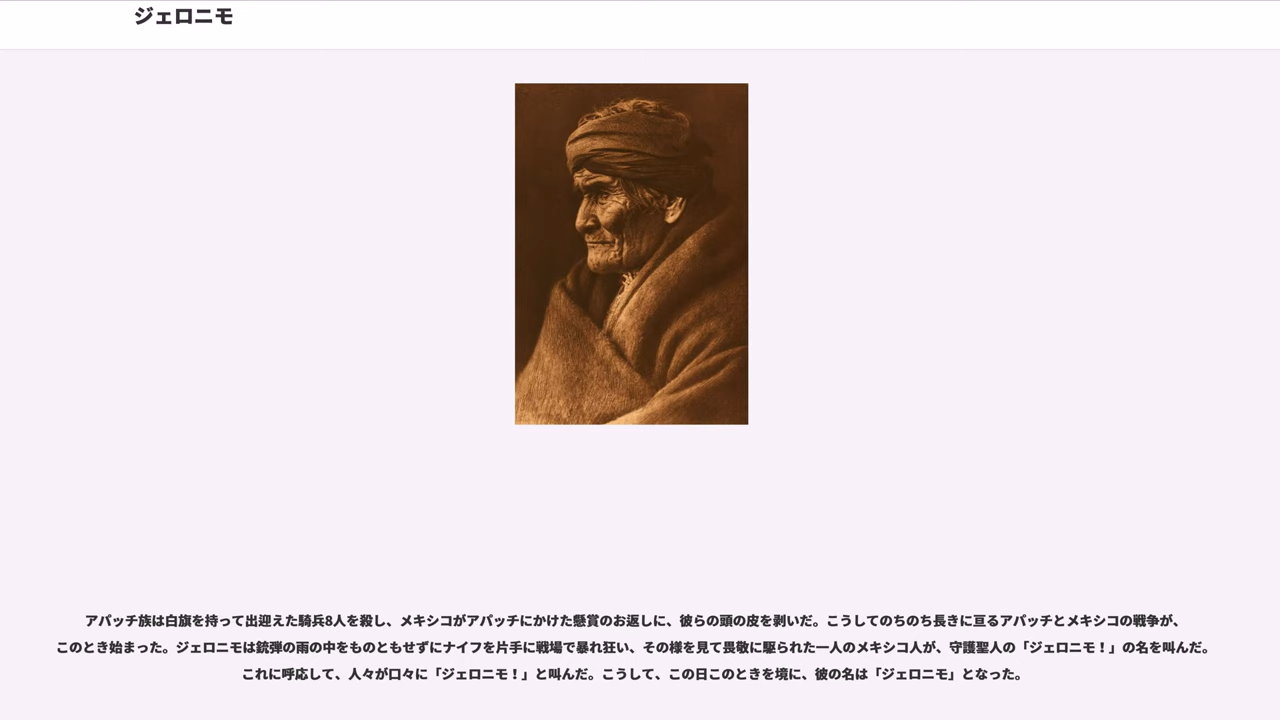 ジェロニモ
アパッチ族は白旗を持って出迎えた騎兵8人を殺し、メキシコがアパッチにかけた懸賞のお返しに、彼らの頭の皮を剥いだ。こうしてのちのち長きに亘るアパッチとメキシコの戦争が、
このとき始まった。ジェロニモは銃弾の雨の中をものともせずにナイフを片手に戦場で暴れ狂い、その様を見て畏敬に駆られた一人のメキシコ人が、守護聖人の「ジェロニモ！」の名を叫んだ。
これに呼応して、人々が口々に「ジェロニモ！」と叫んだ。こうして、この日このときを境に、彼の名は「ジェロニモ」となった。